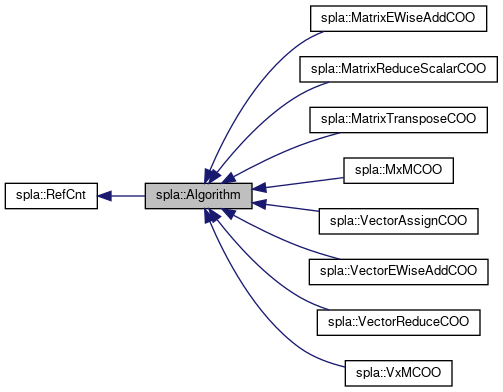 spla::MatrixEWiseAddCOO
spla::MatrixReduceScalarCOO
spla::MatrixTransposeCOO
spla::MxMCOO
spla::RefCnt
spla::Algorithm
spla::VectorAssignCOO
spla::VectorEWiseAddCOO
spla::VectorReduceCOO
spla::VxMCOO